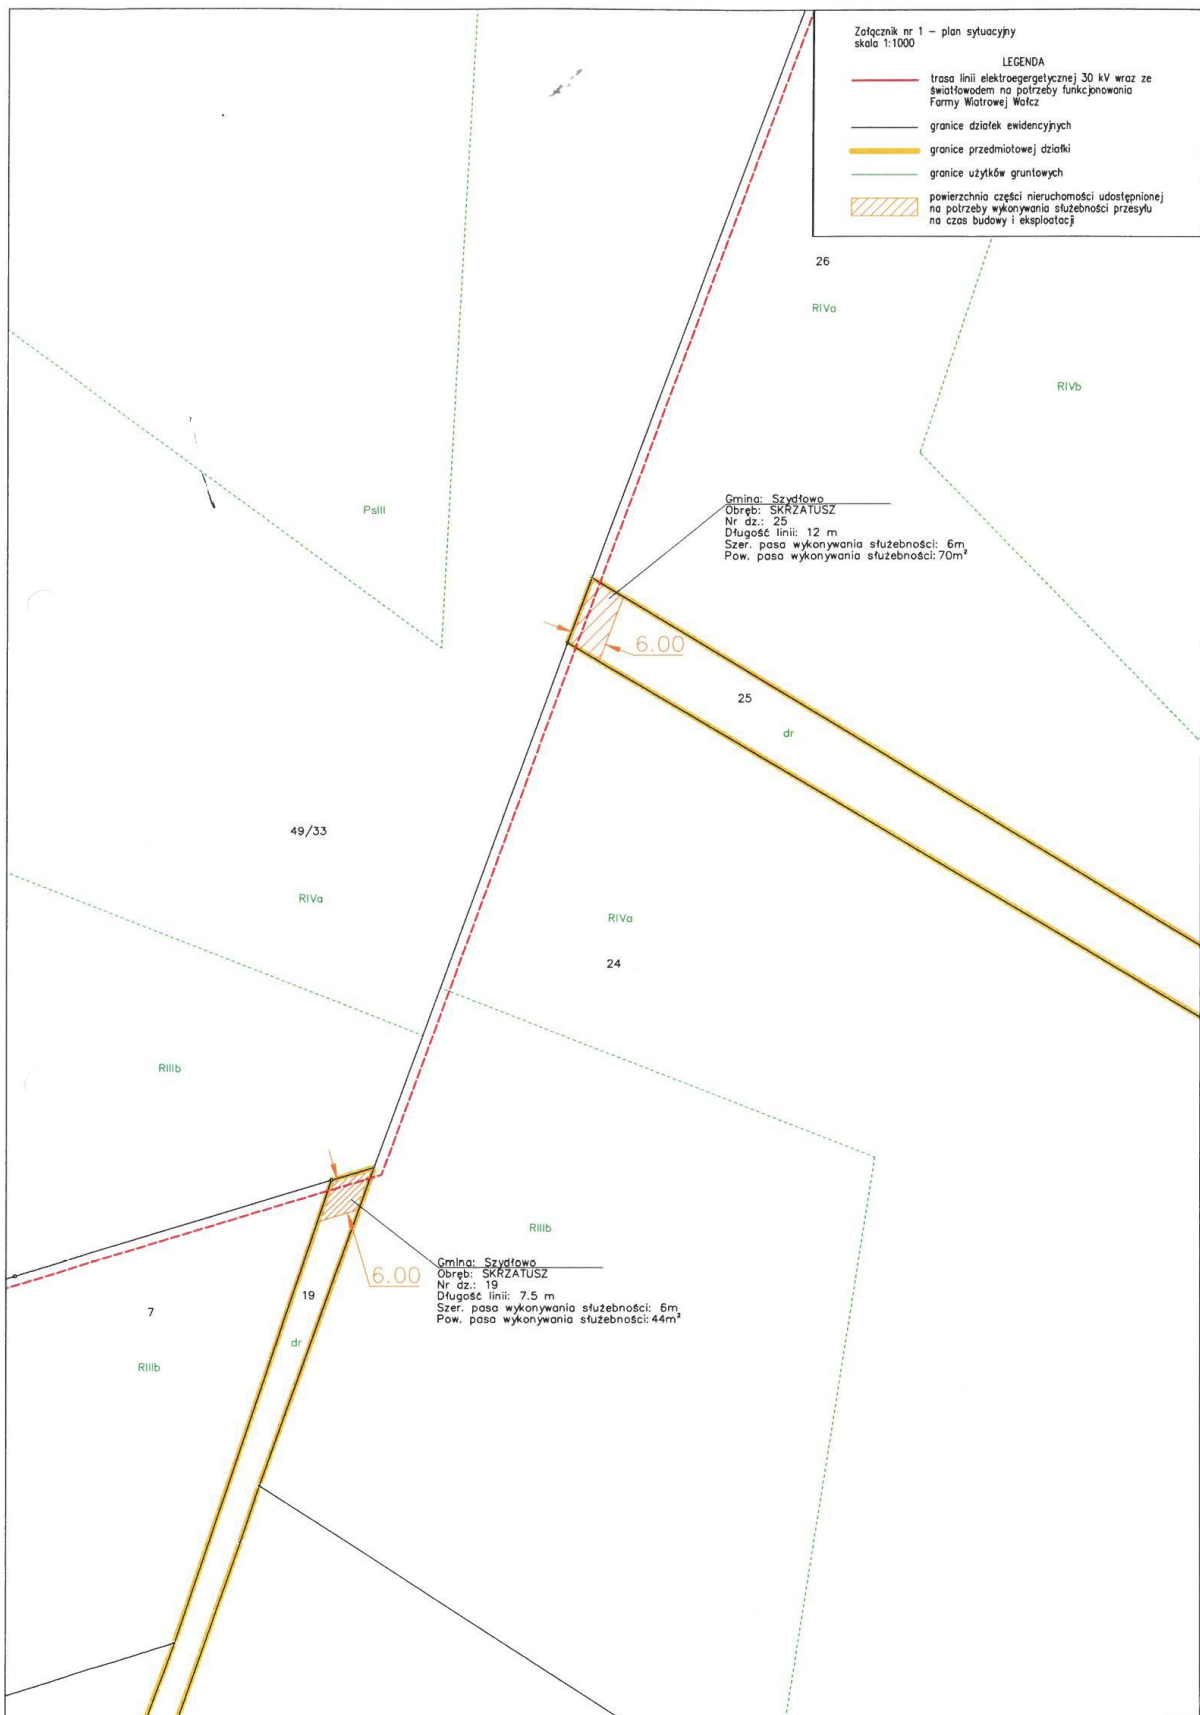 Załącznik nr 1 – plan sytuacyjny
skala 1:1000
LEGENDA
trasa linii elektroegergetycznej 30 kV wraz ze
światłowodem na potrzeby funkcjonowania
Farmy Wiatrowej Wałcz
granice działek ewidencyjnych
granice przedmiotowej działki
granice użytków gruntowych
powierzchnia części nieruchomości udostępnionej
na potrzeby wykonywania służebności przesyłu
na czas budowy i eksploatacji
26
RIVa
RIVb
PsIII
Gmina: Szydłowo
Obręb: SKRZATUSZ
Nr dz.: 25
Długość linii: 12 m
Szer. pasa wykonywania służebności: 6m
Pow. pasa wykonywania służebności: 70m²
6.00
25
dr
49/33
RIVa
RIVa
24
RIIIb
RIIIb
Gmina: Szydłowo
Obręb: SKRZATUSZ
Nr dz.: 19
Długość linii: 7.5 m
Szer. pasa wykonywania służebności: 6m
Pow. pasa wykonywania służebności: 44m²
6.00
19
7
dr
RIIIb